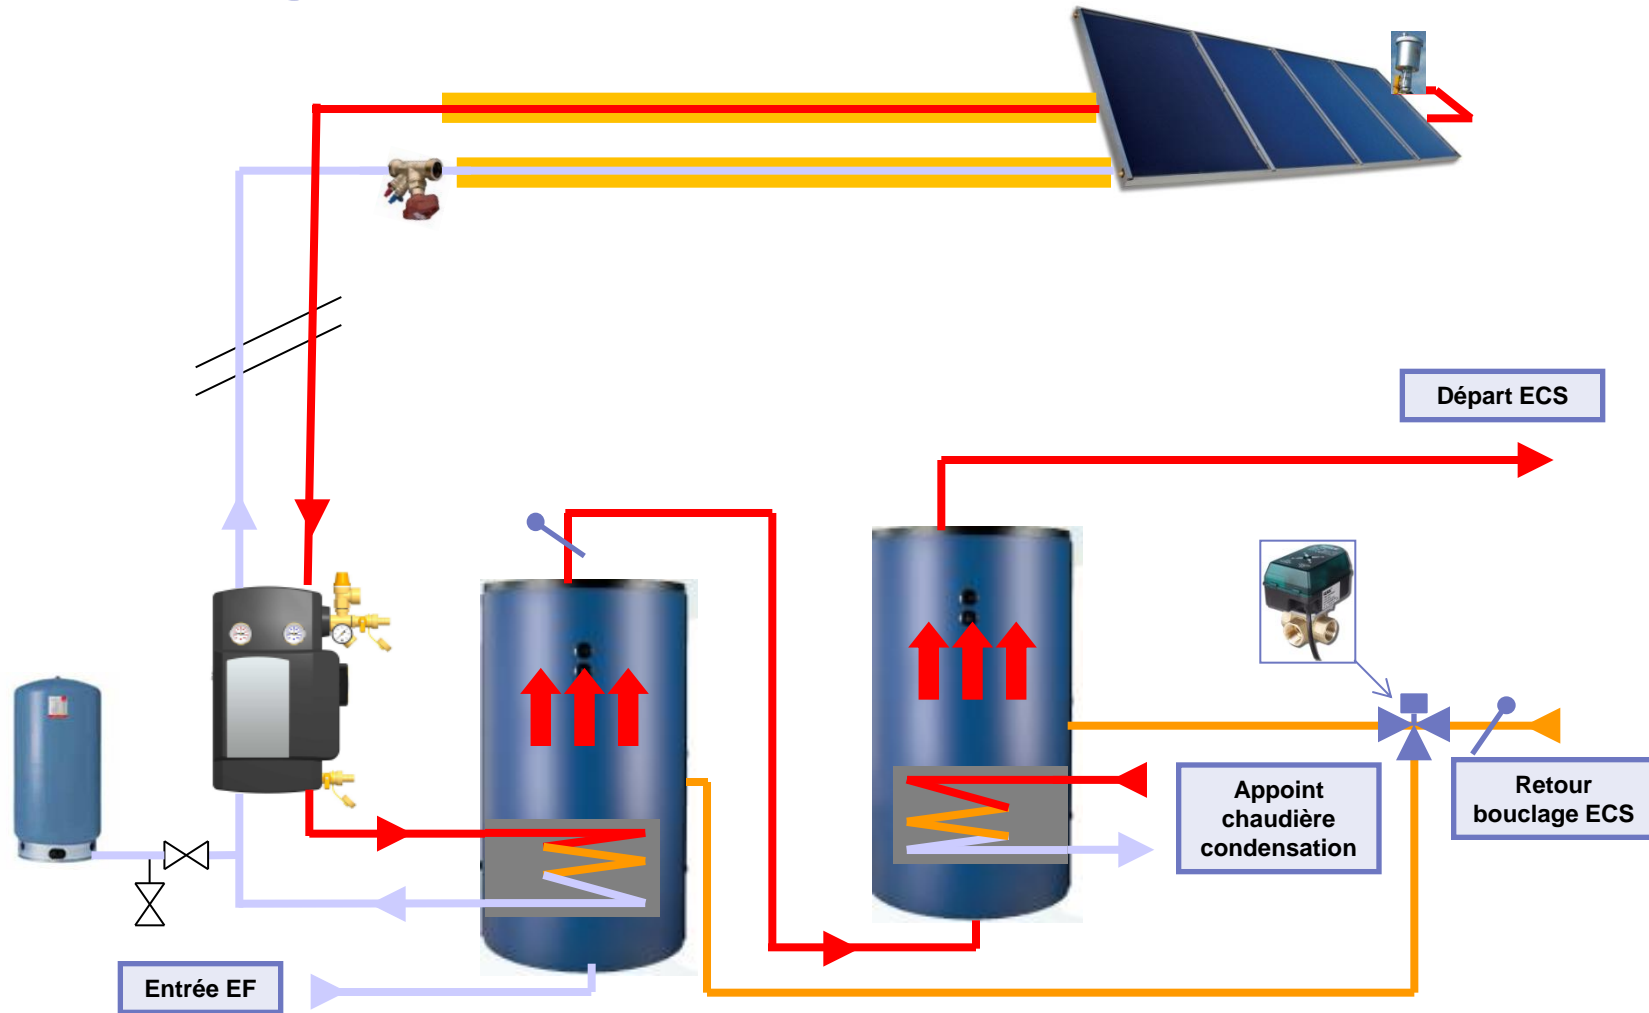 Départ ECS
Appoint
chaudière
condensation
Retour
bouclage ECS
Entrée EF